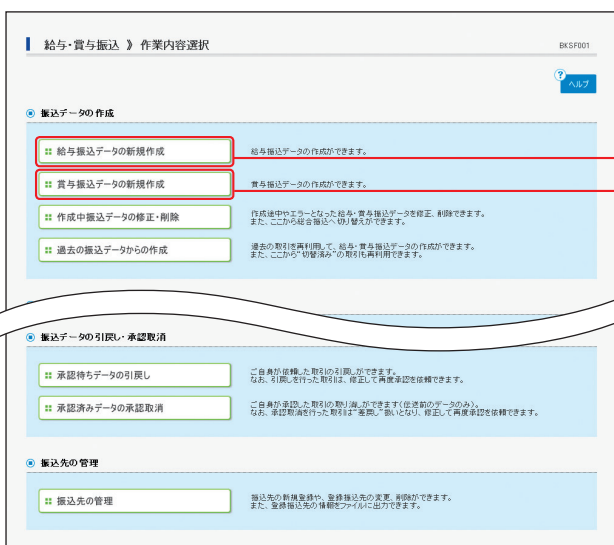 給与・賞与振込 》 作業内容選択
BKSF001
?
ヘルプ
振込データの作成
給与振込データの新規作成
給与振込データの作成ができます。
賞与振込データの新規作成
賞与振込データの作成ができます。
作成中振込データの修正・削除
作成途中やエラーとなった給与・賞与振込データを修正、削除できます。
また、ここから総合振込へ切り替えができます。
過去の振込データからの作成
過去の取引を再利用して、給与・賞与振込データの作成ができます。
また、ここから“切替済み”の取引も再利用できます。
振込データの引戻し・承認取消
承認待ちデータの引戻し
ご自身が依頼した取引の引戻しができます。
なお、引戻しを行った取引は、修正して再度承認を依頼できます。
承認済みデータの承認取消
ご自身が承認した取引の取り消しができます(伝送前のデータのみ)。
なお、承認取消を行った取引は“差戻し”扱いとなり、修正して再度承認を依頼できます。
振込先の管理
振込先の管理
振込先の新規登録や、登録振込先の変更、削除ができます。
また、登録振込先の情報をファイルに出力できます。